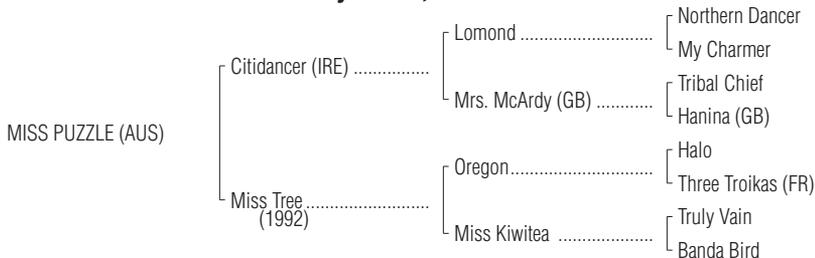 Northern Dancer
Lomond ..............................
My Charmer
Citidancer (IRE) .................
Tribal Chief
Mrs. McArdy (GB) ............
Hanina (GB)
MISS PUZZLE (AUS)
Halo
Oregon................................
Three Troikas (FR)
Miss Tree............................
(1992)
Truly Vain
Miss Kiwitea ....................
Banda Bird